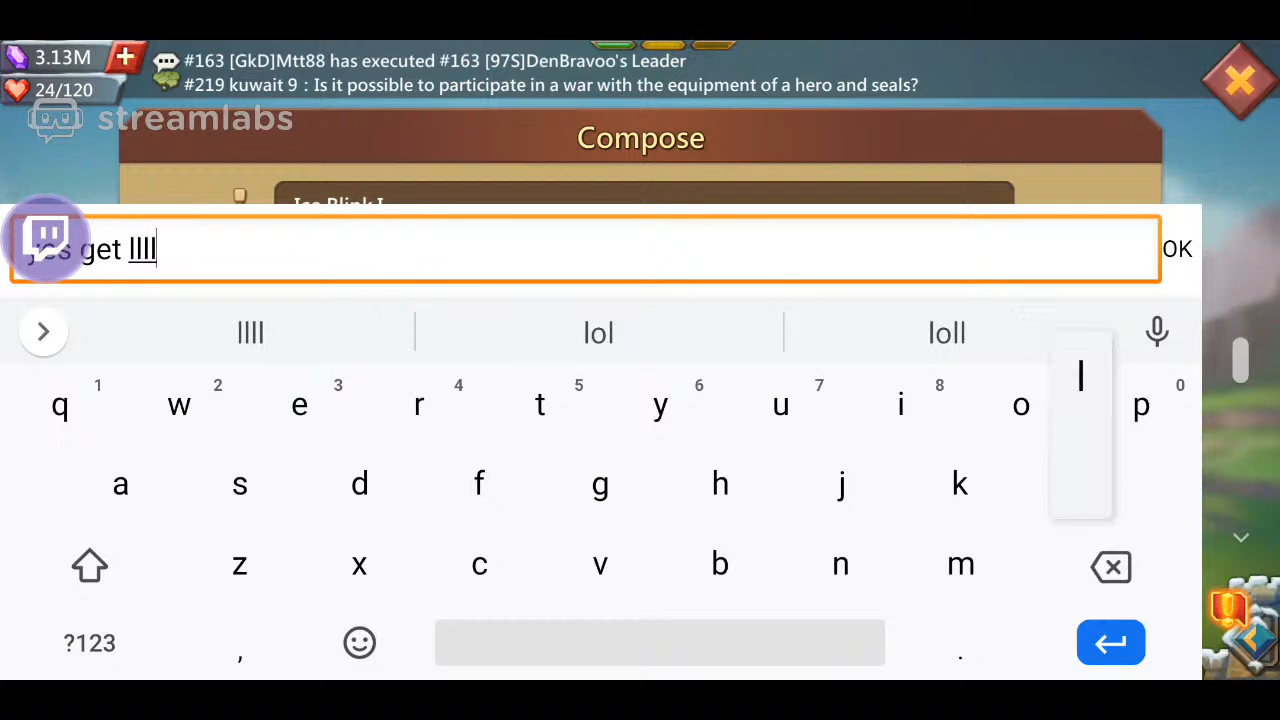 3.13M
#163 [GkD]Mtt88 has executed #163 [97S]DenBravoo's Leader
24/120
#219 kuwait 9 : Is it possible to participate in a war with the equipment of a hero and seals?
streamlabs
Compose
yes get llll
OK
llll lol loll
1 2 3 4 5 6 7 8 0
q w e r t y u i o p
l
a s d f g h j k
z x c v b n m
?123 , .